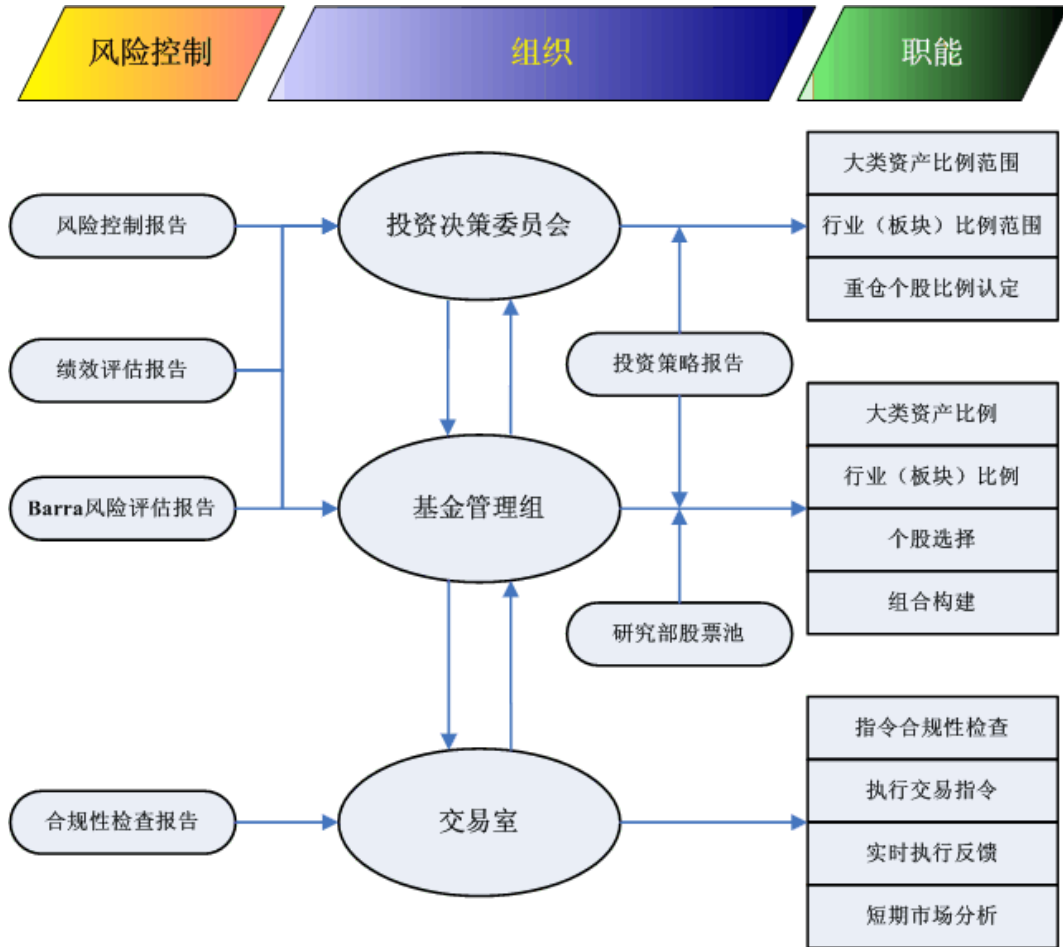 风险控制
组织
职能
大类资产比例范围
风险控制报告
投资决策委员会
行业（板块）比例范围
重仓个股比例认定
绩效评估报告
投资策略报告
大类资产比例
行业（板块）比例
Barra风险评估报告
基金管理组
个股选择
组合构建
研究部股票池
指令合规性检查
执行交易指令
合规性检查报告
交易室
实时执行反馈
短期市场分析